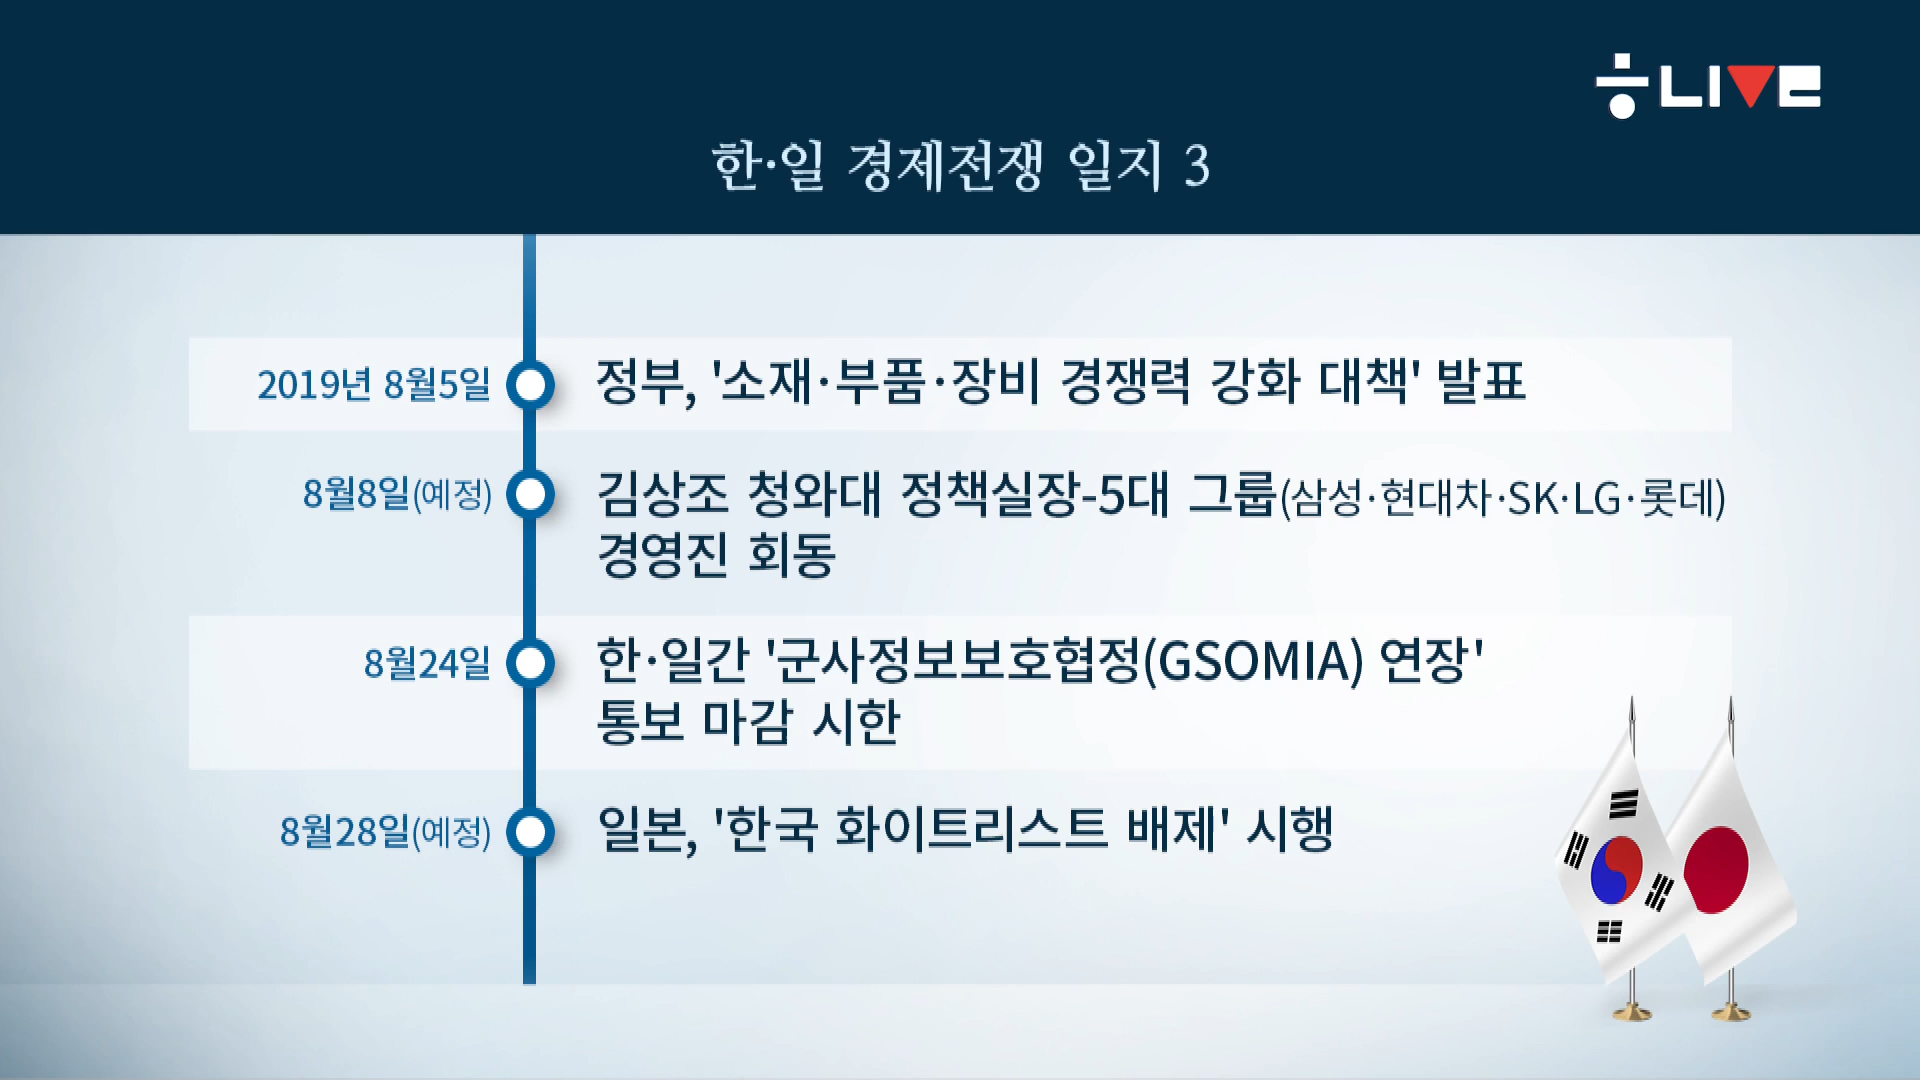 ㅎLIVE
한·일 경제전쟁 일지 3
2019년 8월5일
정부, '소재·부품·장비 경쟁력 강화 대책' 발표
8월8일(예정)
김상조 청와대 정책실장-5대 그룹(삼성·현대차·SK·LG·롯데)
경영진 회동
8월24일
한·일간 '군사정보보호협정(GSOMIA) 연장'
통보 마감 시한
8월28일(예정)
일본, '한국 화이트리스트 배제' 시행